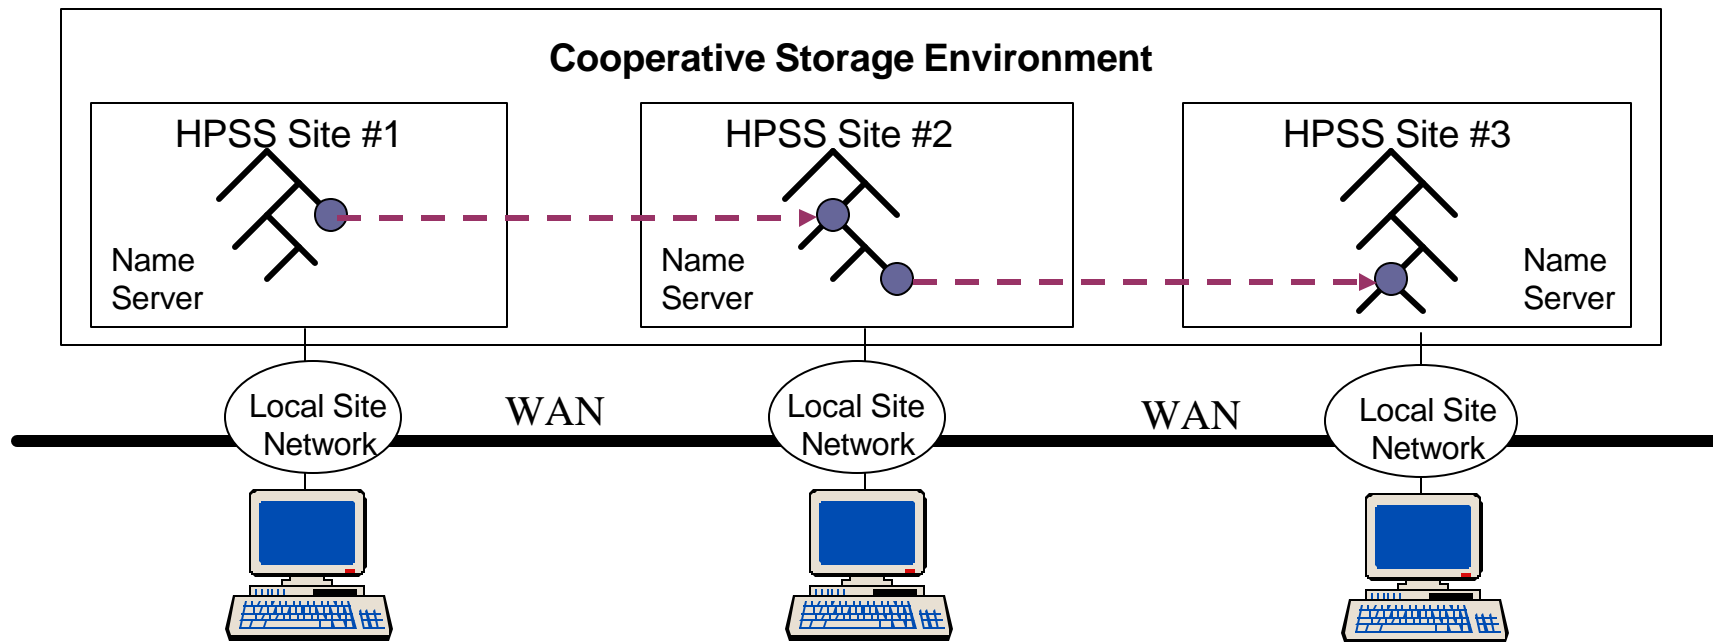 Cooperative Storage Environment
HPSS Site #1
Name
Server
HPSS Site #2
Name
Server
HPSS Site #3
Name
Server
Local Site
Network
WAN
Local Site
Network
WAN
Local Site
Network